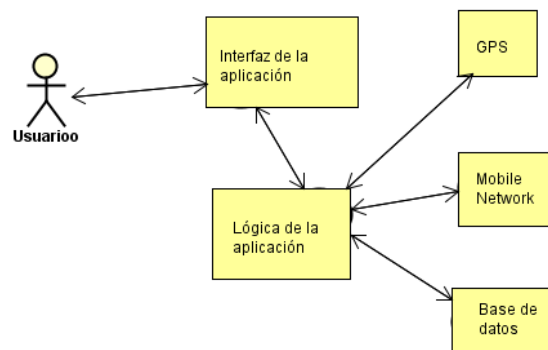 Interfaz de la
aplicación
GPS
Usuarioo
Mobile
Network
Lógica de la
aplicación
Base de
datos